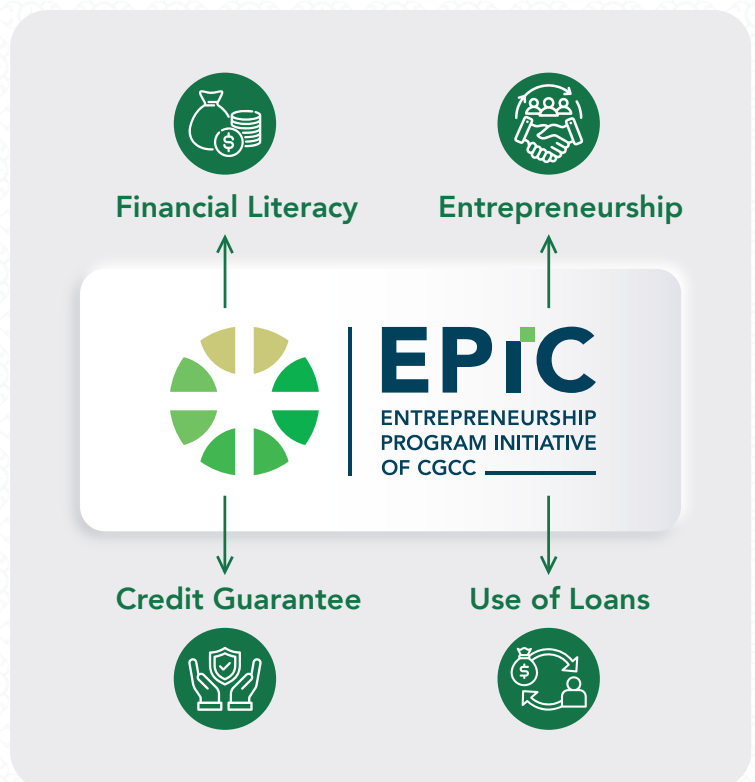 Financial Literacy
Entrepreneurship
EPiC
ENTREPRENEURSHIP
PROGRAM INITIATIVE
OF CGCC
Credit Guarantee
Use of Loans